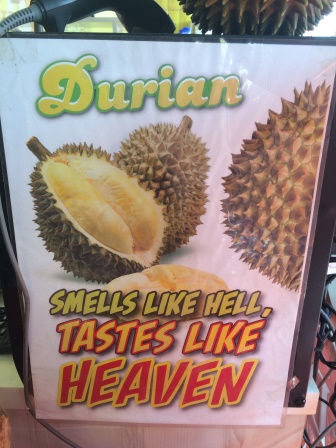 Durian
SMELLS LIKE HELL,
TASTES LIKE
HEAVEN